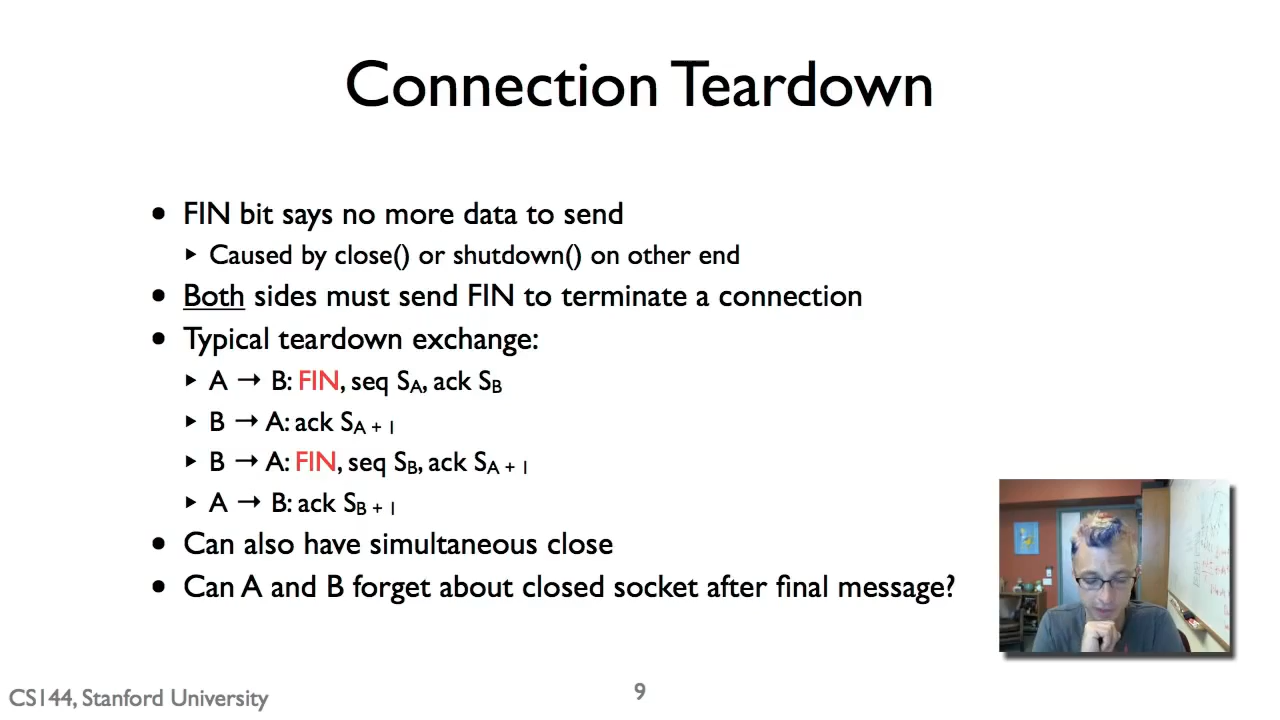 Connection Teardown
• FIN bit says no more data to send
‣ Caused by close() or shutdown() on other end
• Both sides must send FIN to terminate a connection
• Typical teardown exchange:
‣ A → B: FIN, seq SA, ack SB
‣ B → A: ack SA + 1
‣ B → A: FIN, seq SB, ack SA + 1
‣ A → B: ack SB + 1
• Can also have simultaneous close
• Can A and B forget about closed socket after final message?
CS144, Stanford University
9